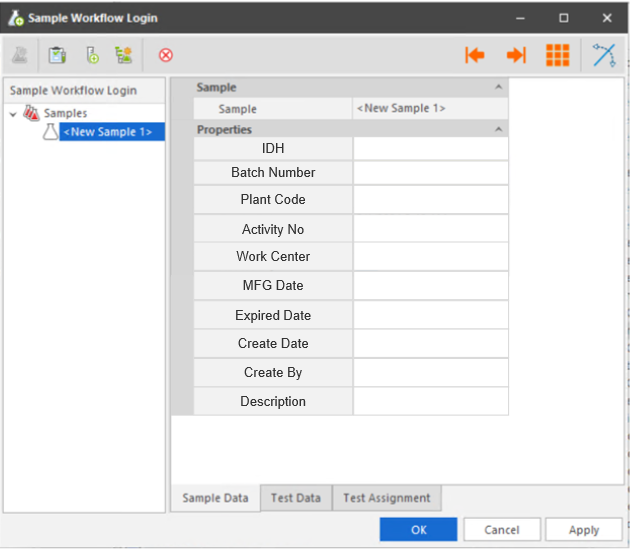 Sample Workflow Login
Sample Workflow Login
Samples
<New Sample 1>
Sample
Sample <New Sample 1>
Properties
IDH
Batch Number
Plant Code
Activity No
Work Center
MFG Date
Expired Date
Create Date
Create By
Description
Sample Data Test Data Test Assignment
OK Cancel Apply